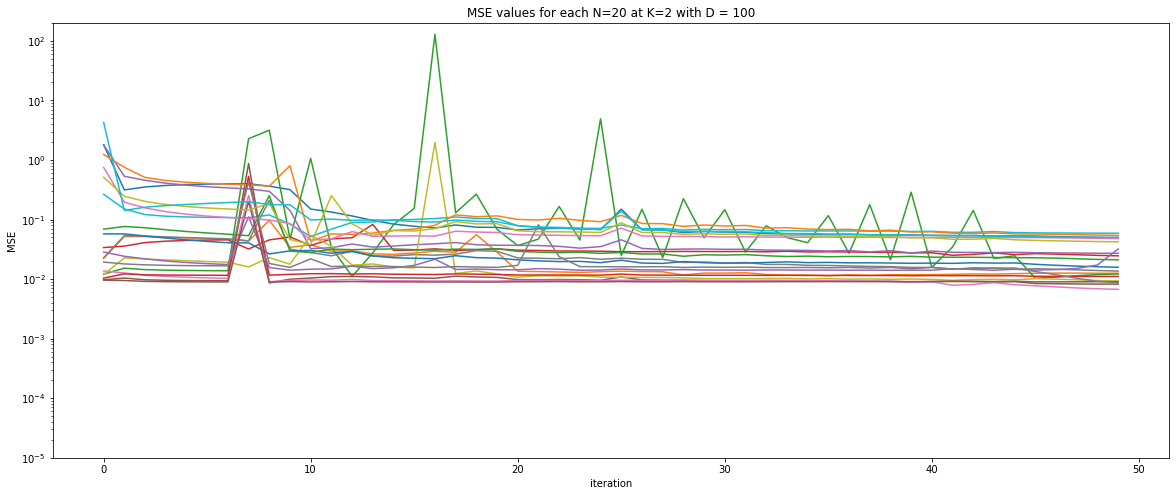 MSE values for each N=20 at K=2 with D = 100
MSE
10²
10¹
10⁰
10⁻¹
10⁻²
10⁻³
10⁻⁴
10⁻⁵
0 10 20 30 40 50
iteration